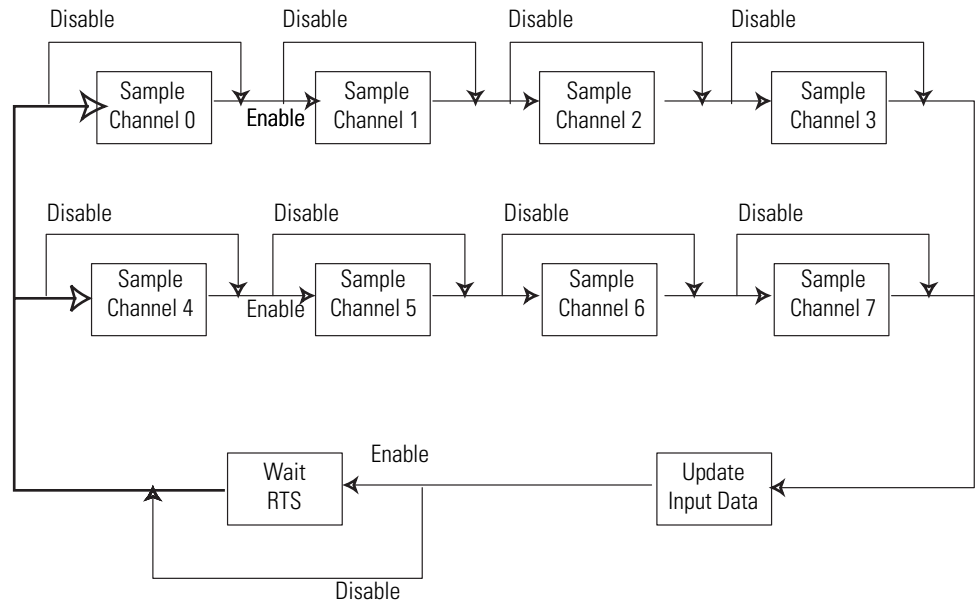 Disable
Disable
Disable
Disable
Sample
Channel 0
Enable
Sample
Channel 1
Sample
Channel 2
Sample
Channel 3
Disable
Disable
Disable
Disable
Sample
Channel 4
Enable
Sample
Channel 5
Sample
Channel 6
Sample
Channel 7
Wait
RTS
Enable
Update
Input Data
Disable